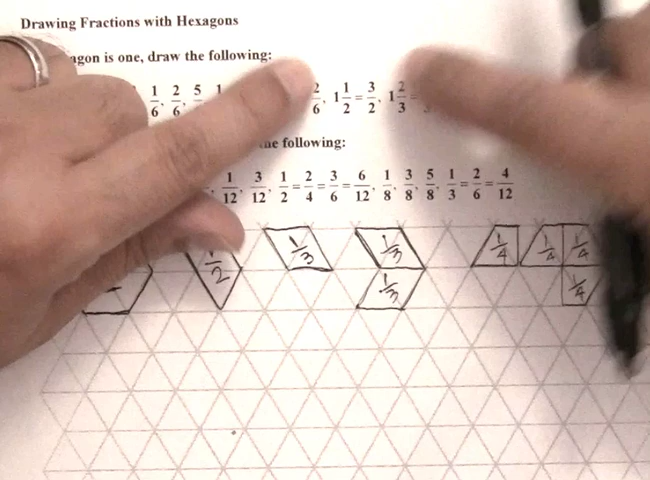 Drawing Fractions with Hexagons
is one, draw the following:
1/6, 2/6, 5 2/6, 1 1/2 = 3/2, 1 2/3 =
following:
1/12, 3/12, 1/2 = 2/4 = 3/6 = 6/12, 1/8, 3/8, 5/8, 1/3 = 2/6 = 4/12
1/2 1/3 1/3 1/4 1/4 1/4
1/3 1/4